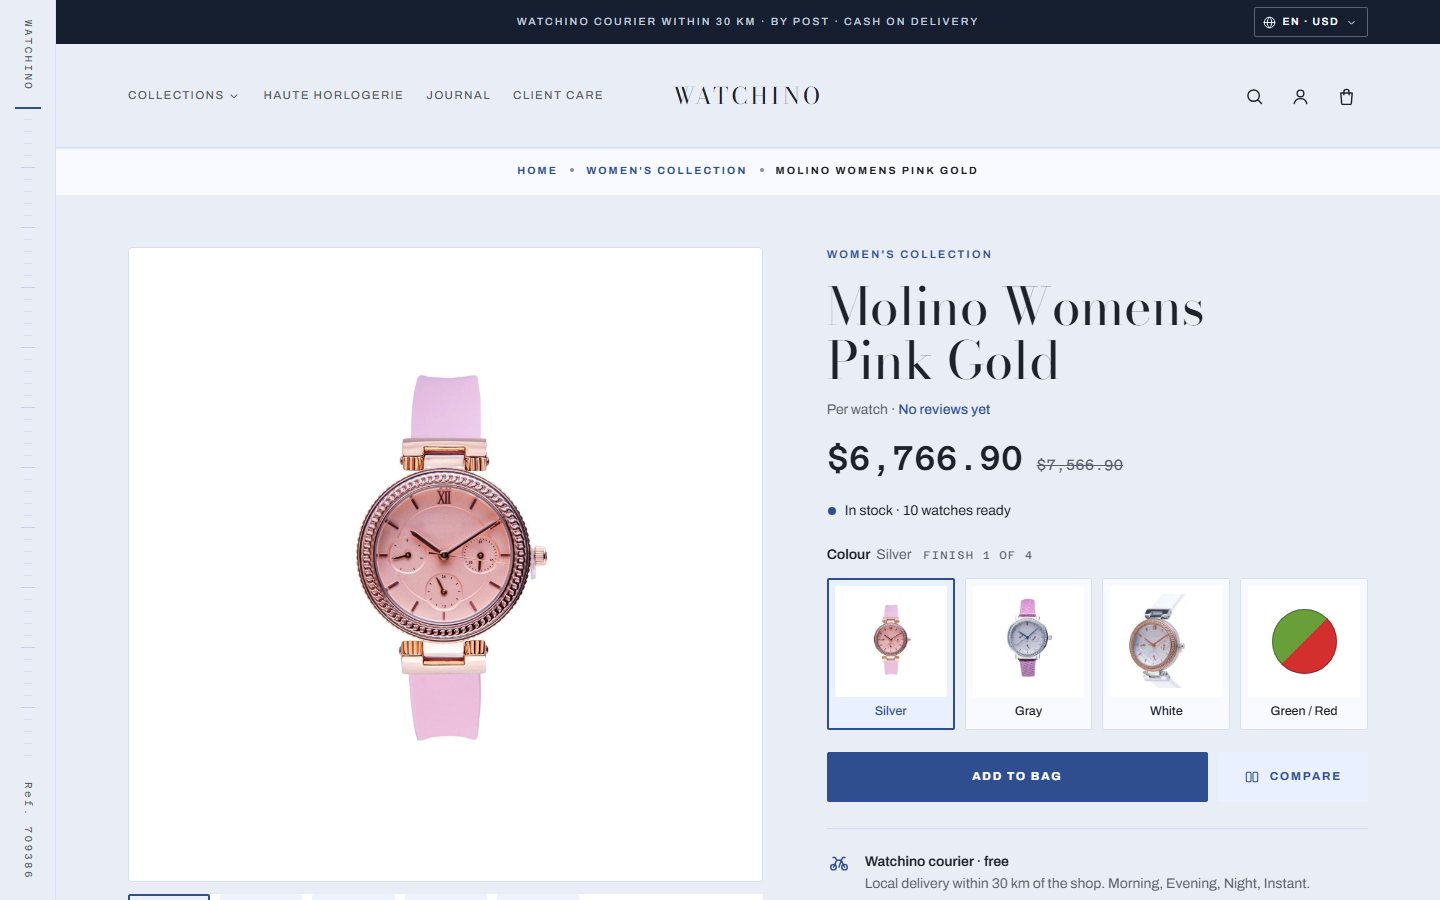 WATCHINO COURIER WITHIN 30 KM · BY POST · CASH ON DELIVERY
EN · USD
WATCHINO
COLLECTIONS
HAUTE HORLOGERIE
JOURNAL
CLIENT CARE
WATCHINO
HOME • WOMEN'S COLLECTION • MOLINO WOMENS PINK GOLD
WOMEN'S COLLECTION
Molino Womens
Pink Gold
Per watch · No reviews yet
$6,766.90 $7,566.90
In stock · 10 watches ready
Colour Silver FINISH 1 OF 4
XII
Silver
Gray
White
Green / Red
ADD TO BAG
COMPARE
Watchino courier · free
Local delivery within 30 km of the shop. Morning, Evening, Night, Instant.
Ref. 709386